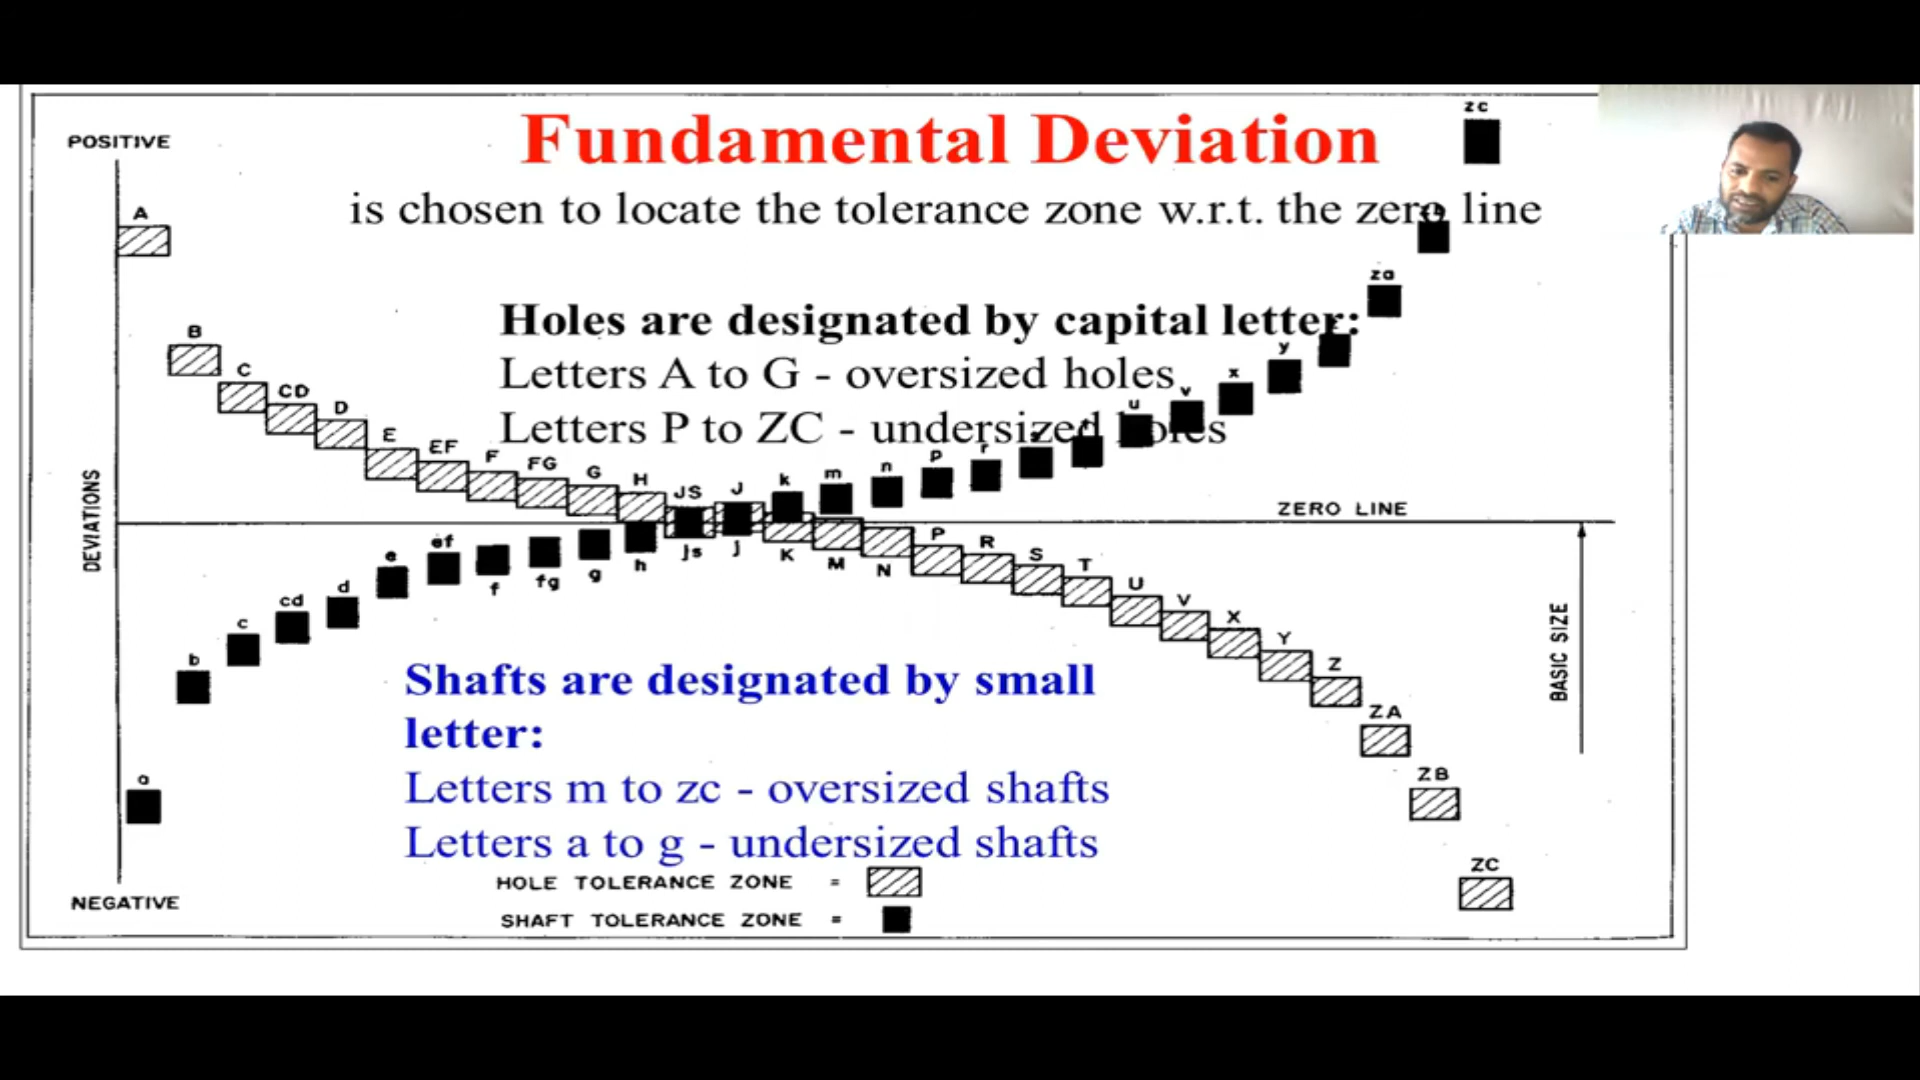 Fundamental Deviation
is chosen to locate the tolerance zone w.r.t. the zero line
Holes are designated by capital letter:
Letters A to G - oversized holes
Letters P to ZC - undersized holes
Shafts are designated by small
letter:
Letters m to zc - oversized shafts
Letters a to g - undersized shafts
HOLE TOLERANCE ZONE =
SHAFT TOLERANCE ZONE =
POSITIVE
DEVIATIONS
NEGATIVE
ZERO LINE
BASIC SIZE
A
B
C
CD
D
E
EF
F
FG
G
H
JS
J
K
M
N
P
R
S
T
U
V
X
Y
Z
ZA
ZB
ZC
a
b
c
cd
d
e
ef
f
fg
g
h
js
j
k
m
n
p
r
u
v
x
y
za
zc